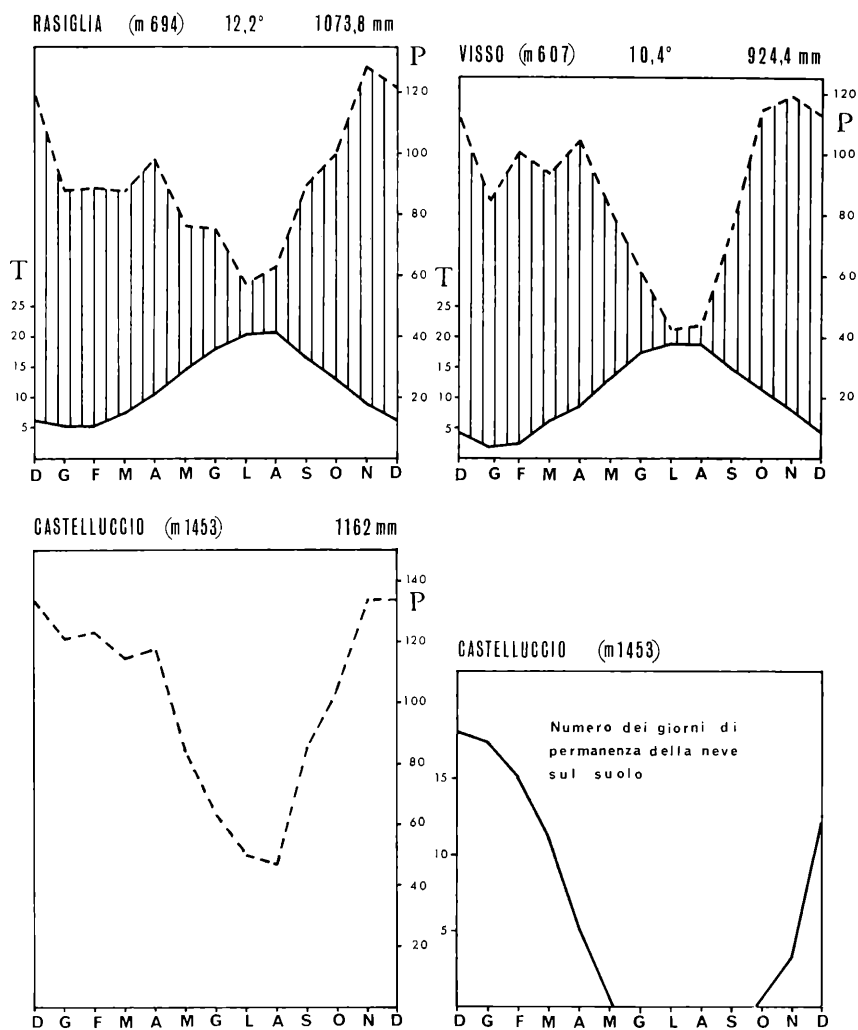 RASIGLIA (m 694) 12,2° 1073,8 mm
P
120
100
80
60
40
20
T
25
20
15
10
5
D G F M A M G L A S O N D
VISSO (m 607) 10,4° 924,4 mm
120
P
100
80
60
40
20
T
25
20
15
10
5
D G F M A M G L A S O N D
CASTELLUCCIO (m 1453) 1162 mm
140
P
120
100
80
60
40
20
D G F M A M G L A S O N D
CASTELLUCCIO (m 1453)
Numero dei giorni di
permanenza della neve
sul suolo
15
10
5
D G F M A M G L A S O N D